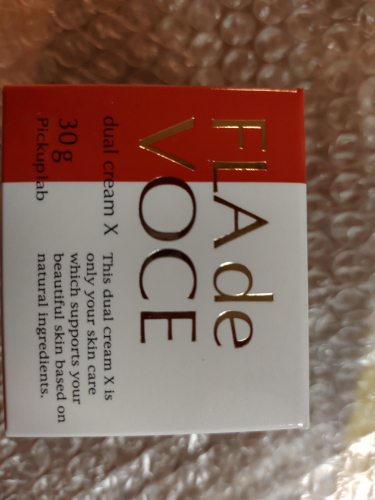 FLAde
VOCE
dual cream X
30g
Pickuplab
This dual cream X is
only your skin care
which supports your
beautiful skin based on
natural ingredients.